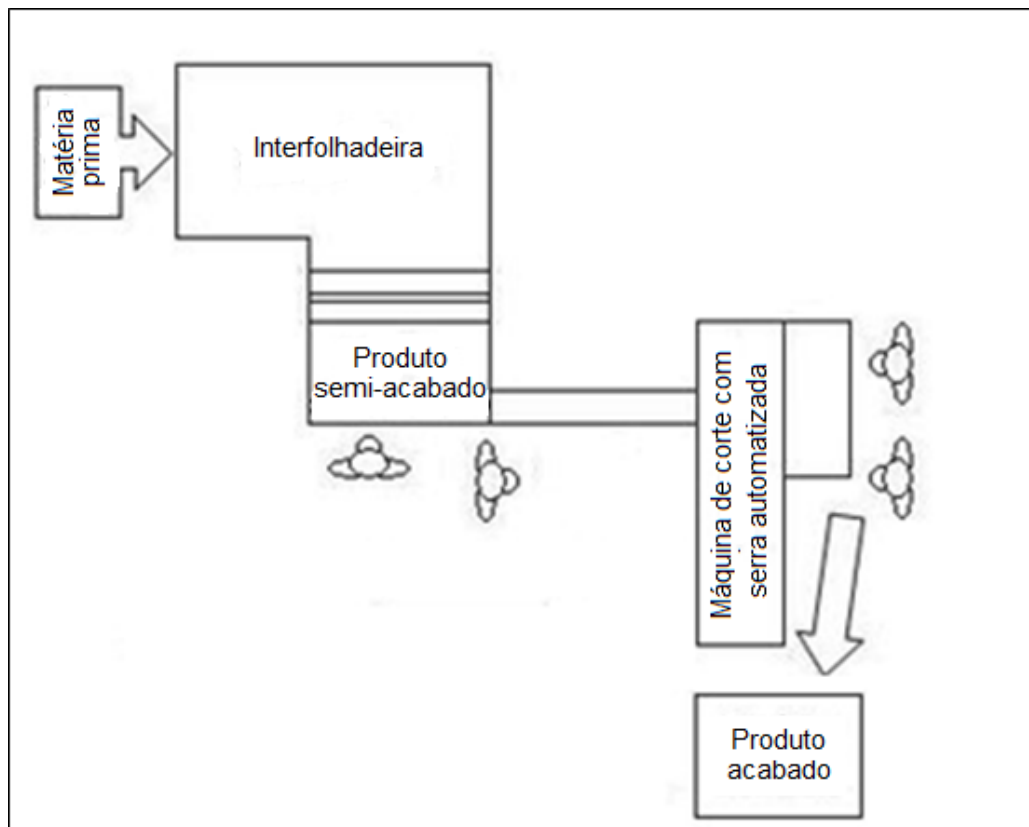 Matéria
prima
Interfolhadeira
Produto
semi-acabado
Máquina de corte com
serra automatizada
Produto
acabado